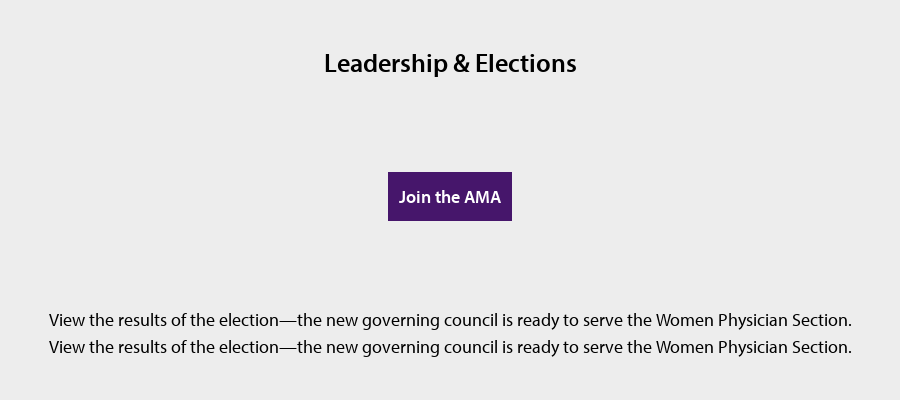 Leadership & Elections
Join the AMA
View the results of the election—the new governing council is ready to serve the Women Physician Section.
View the results of the election—the new governing council is ready to serve the Women Physician Section.